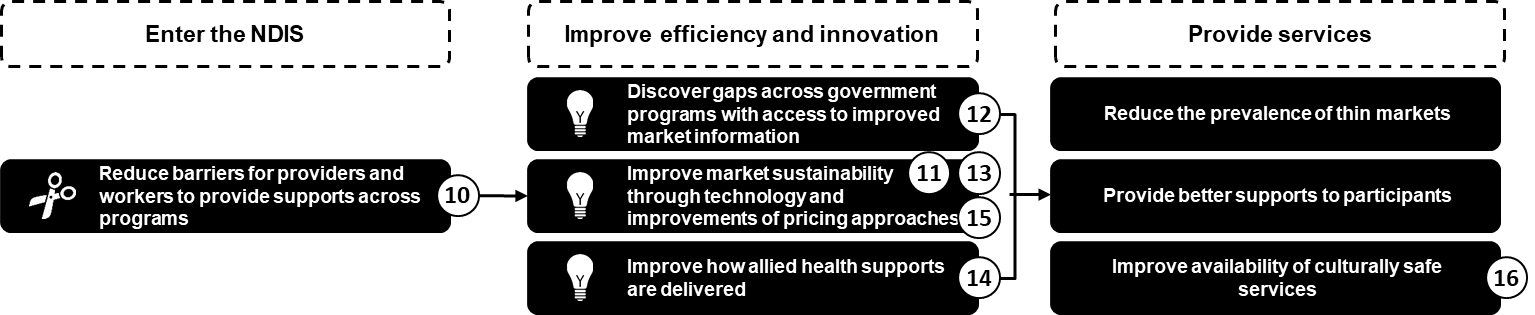 Enter the NDIS
Improve efficiency and innovation
Provide services
Reduce barriers for providers and
workers to provide supports across
programs
10
Discover gaps across government
programs with access to improved
market information
12
Improve market sustainability
through technology and
improvements of pricing approaches
11
13
15
Improve how allied health supports
are delivered
14
Reduce the prevalence of thin markets
Provide better supports to participants
Improve availability of culturally safe
services
16